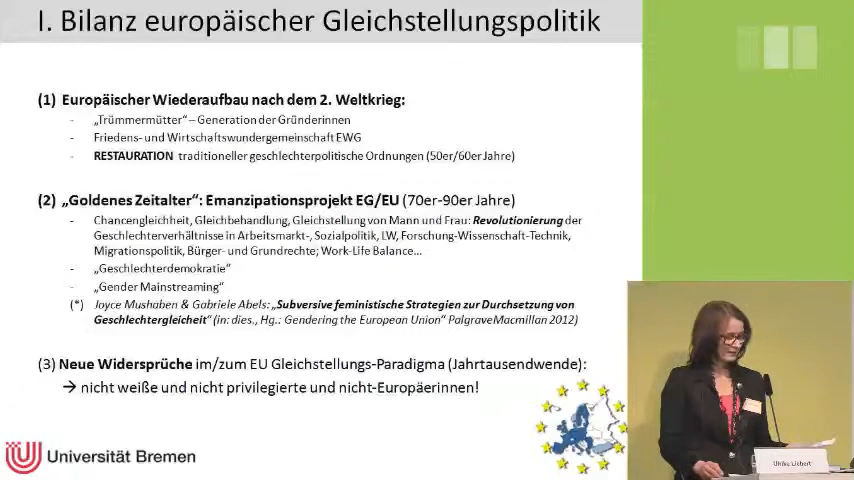 I. Bilanz europäischer Gleichstellungspolitik
(1) Europäischer Wiederaufbau nach dem 2. Weltkrieg:
- „Trümmermütter“ – Generation der Gründerinnen
- Friedens- und Wirtschaftswundergemeinschaft EWG
- RESTAURATION traditioneller geschlechterpolitische Ordnungen (50er/60er Jahre)
(2) „Goldenes Zeitalter“: Emanzipationsprojekt EG/EU (70er-90er Jahre)
- Chancengleichheit, Gleichbehandlung, Gleichstellung von Mann und Frau: Revolutionierung der
Geschlechterverhältnisse in Arbeitsmarkt-, Sozialpolitik, LW, Forschung-Wissenschaft-Technik,
Migrationspolitik, Bürger- und Grundrechte; Work-Life Balance...
- „Geschlechterdemokratie“
- „Gender Mainstreaming“
(*) Joyce Mushaben & Gabriele Abels: „Subversive feministische Strategien zur Durchsetzung von
Geschlechtergleicheit“ (in: dies., Hg.: Gendering the European Union“ PalgraveMacmillan 2012)
(3) Neue Widersprüche im/zum EU Gleichstellungs-Paradigma (Jahrtausendwende):
→ nicht weiße und nicht privilegierte und nicht-Europäerinnen!
Universität Bremen
Ulrike Liebert